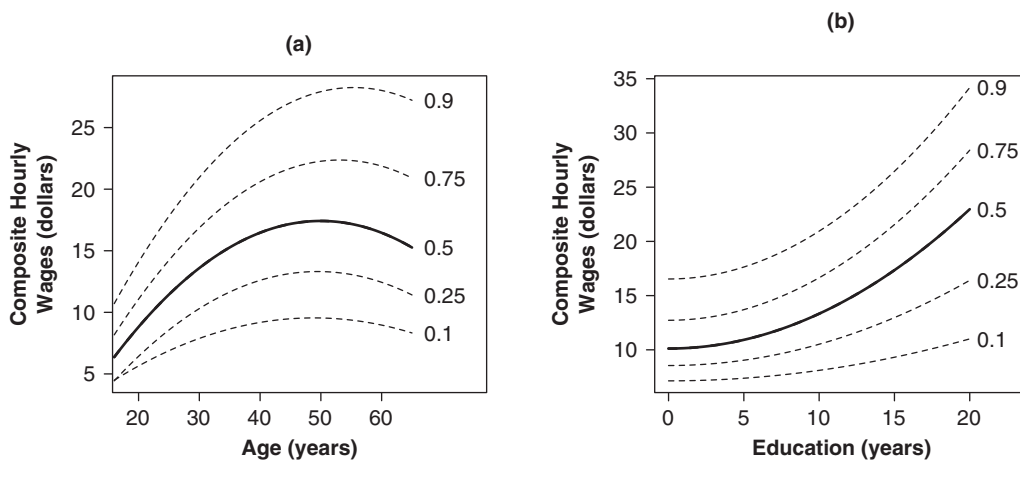 (a)
Composite Hourly
Wages (dollars)
25
20
15
10
5
0.9
0.75
0.5
0.25
0.1
20 30 40 50 60
Age (years)
(b)
Composite Hourly
Wages (dollars)
35
30
25
20
15
10
0.9
0.75
0.5
0.25
0.1
0 5 10 15 20
Education (years)